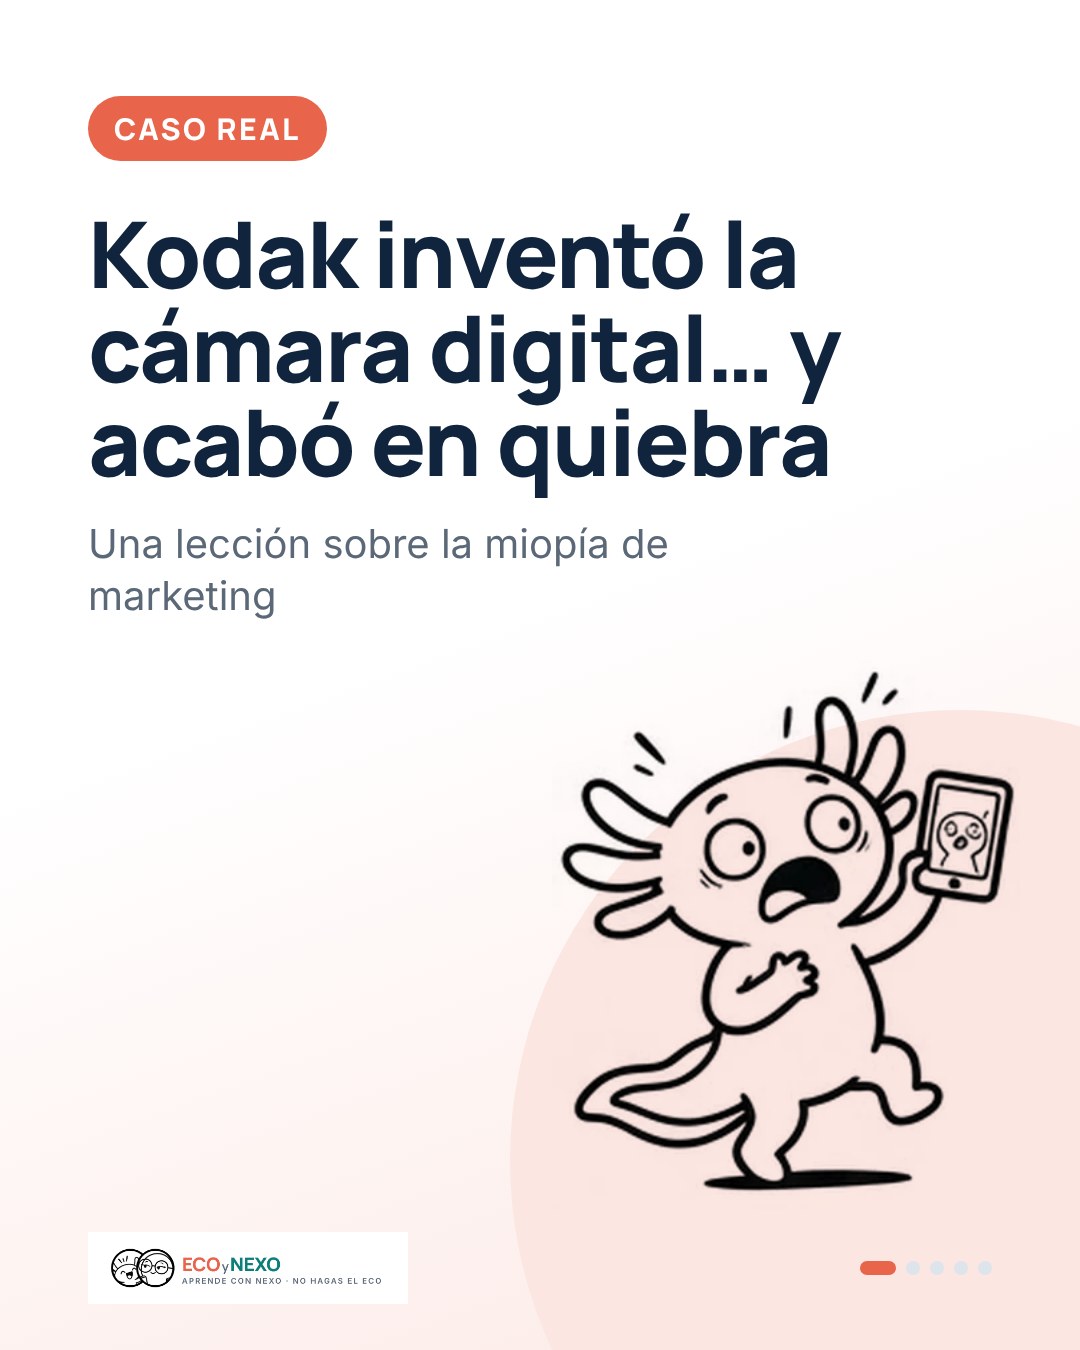 CASO REAL
Kodak inventó la
cámara digital... y
acabó en quiebra
Una lección sobre la miopía de
marketing
ECOyNEXO
APRENDE CON NEXO · NO HAGAS EL ECO